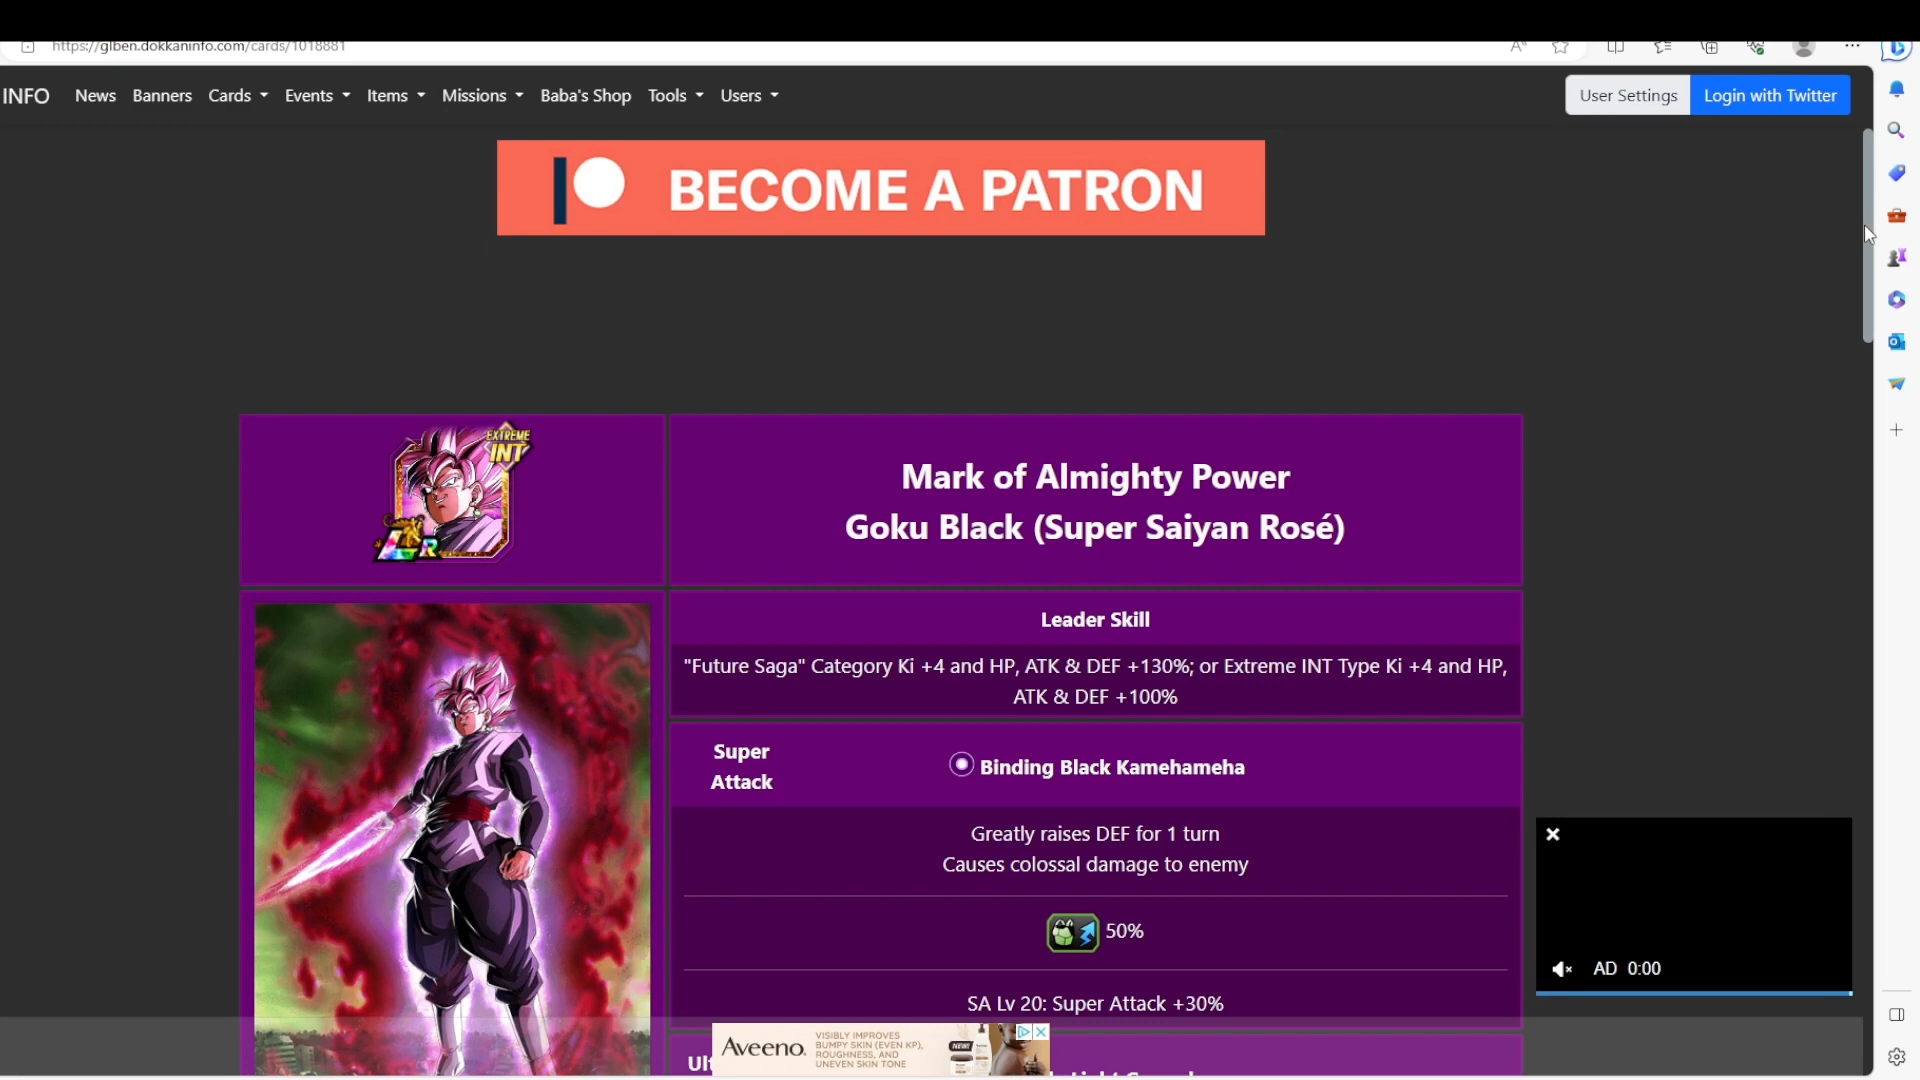 https://glben.dokkaninfo.com/cards/1018881
INFO News Banners Cards Events Items Missions Baba's Shop Tools Users User Settings Login with Twitter
BECOME A PATRON
EXTREME
INT
LR
Mark of Almighty Power
Goku Black (Super Saiyan Rosé)
Leader Skill
"Future Saga" Category Ki +4 and HP, ATK & DEF +130%; or Extreme INT Type Ki +4 and HP,
ATK & DEF +100%
Super
Attack
Binding Black Kamehameha
Greatly raises DEF for 1 turn
Causes colossal damage to enemy
50%
SA Lv 20: Super Attack +30%
AD 0:00
Aveeno.
VISIBLY IMPROVES
BUMPY SKIN (EVEN KP),
ROUGHNESS, AND
UNEVEN SKIN TONE
NEW!